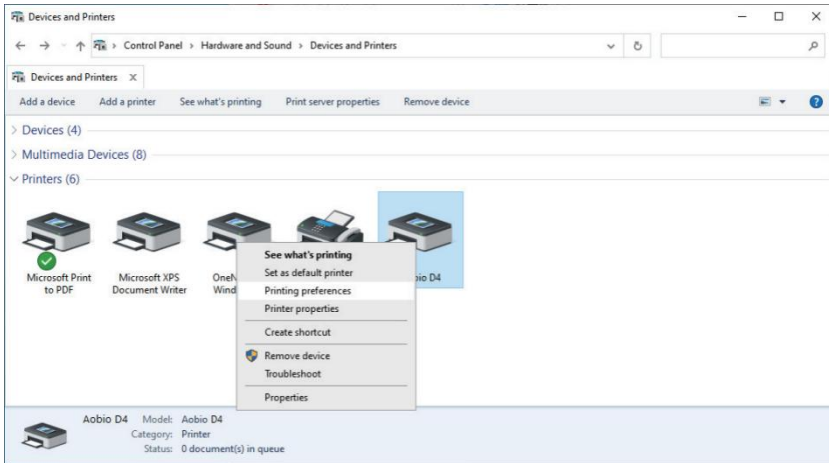 Devices and Printers
Control Panel > Hardware and Sound > Devices and Printers
Devices and Printers X
Add a device Add a printer See what's printing Print server properties Remove device
> Devices (4)
> Multimedia Devices (8)
Printers (6)
See what's printing
Set as default printer
Printing preferences
Printer properties
Create shortcut
Remove device
Troubleshoot
Properties
Microsoft Print
to PDF
Microsoft XPS
Document Writer
D4
Aobio D4 Model: Aobio D4
Category: Printer
Status: 0 document(s) in queue